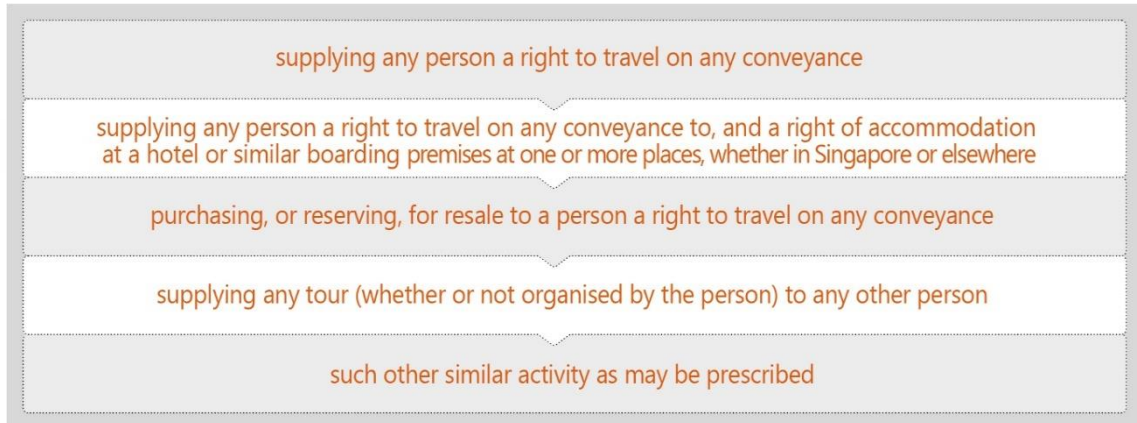 supplying any person a right to travel on any conveyance
supplying any person a right to travel on any conveyance to, and a right of accommodation
at a hotel or similar boarding premises at one or more places, whether in Singapore or elsewhere
purchasing, or reserving, for resale to a person a right to travel on any conveyance
supplying any tour (whether or not organised by the person) to any other person
such other similar activity as may be prescribed